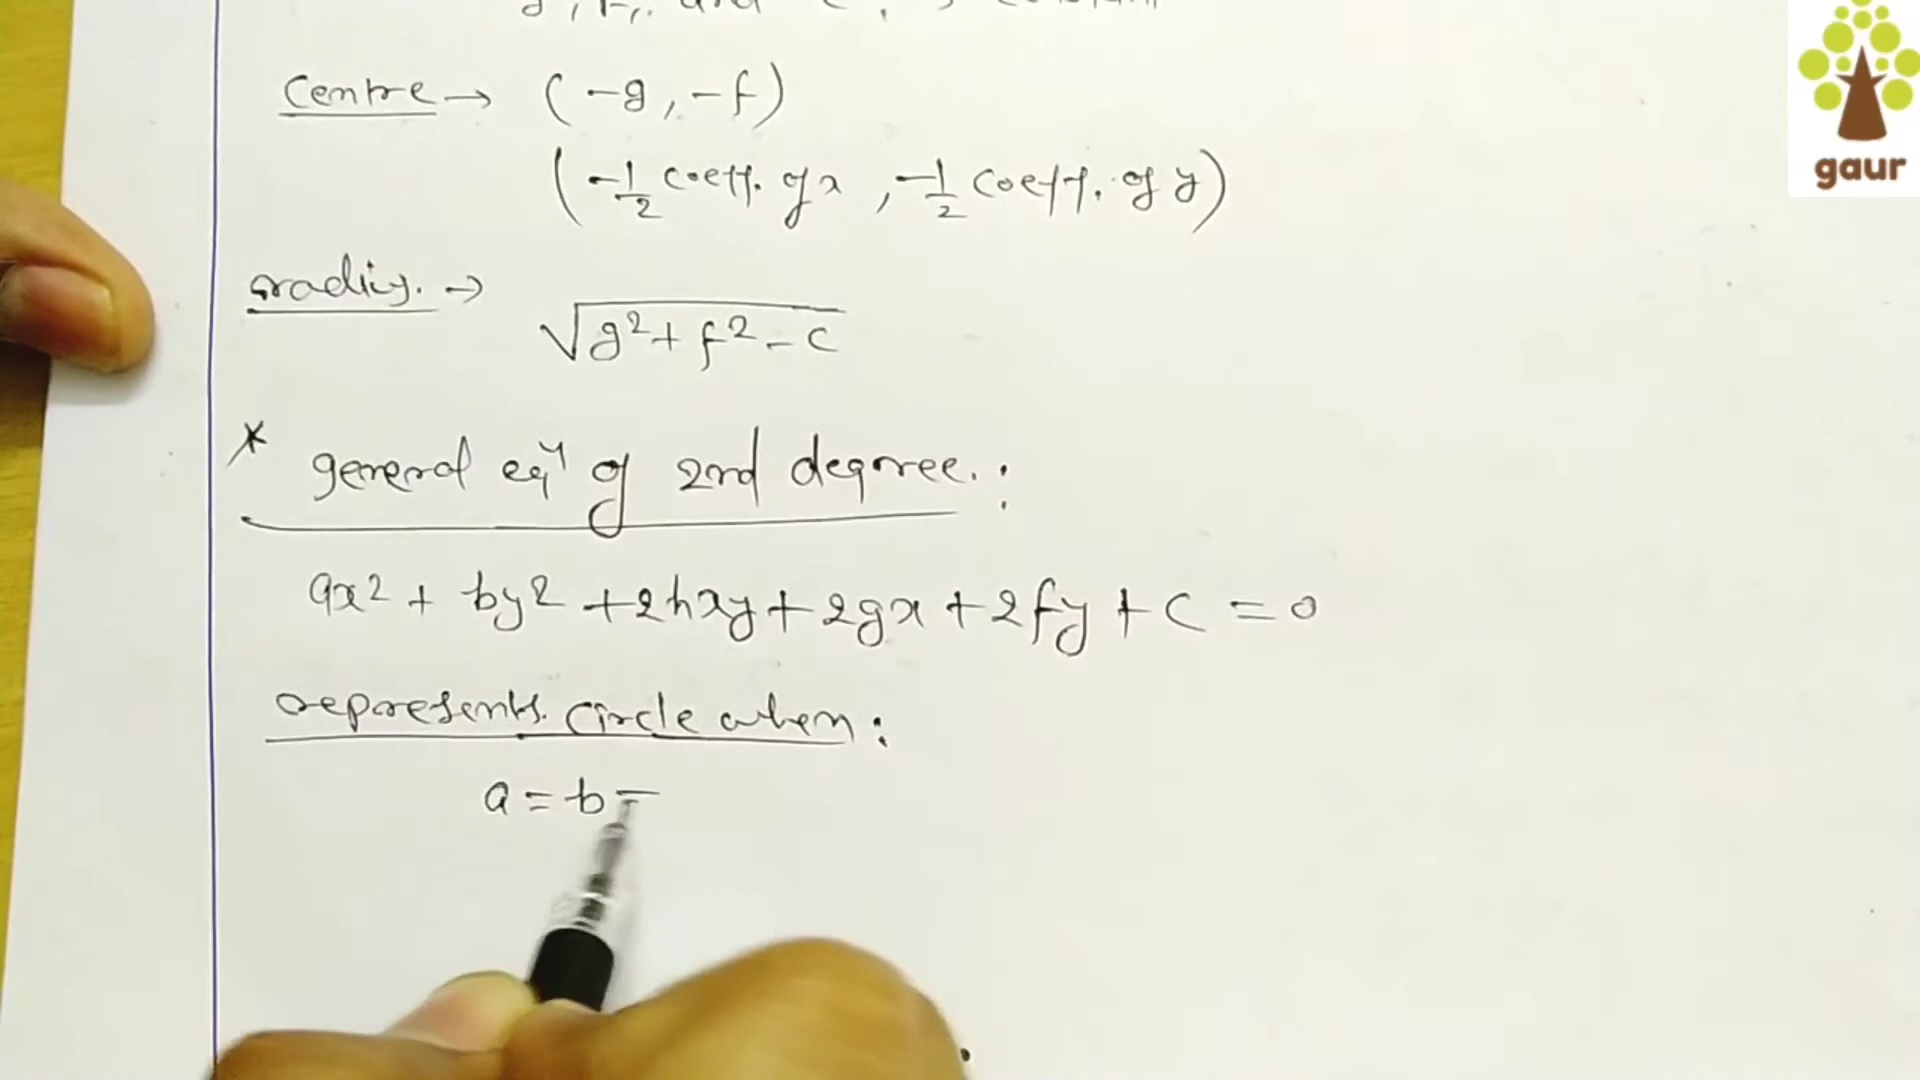 Centre → (-g, -f)
(-1/2 coeff. of x, -1/2 coeff. of y)
radius. →
√g²+f²-c
* general eqⁿ of 2nd degree. :
ax² + by² + 2hxy + 2gx + 2fy + c = 0
represents. circle when :
a = b =
gaur